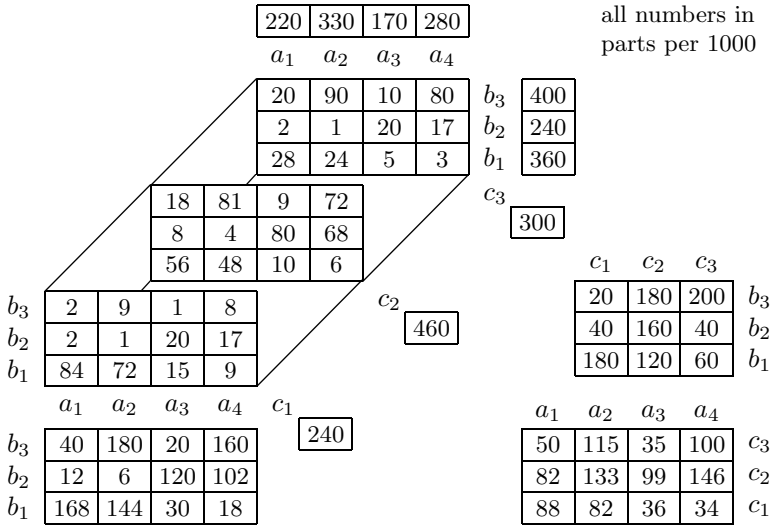 220 330 170 280
all numbers in
parts per 1000
a₁ a₂ a₃ a₄
20 90 10 80 b₃ 400
2 1 20 17 b₂ 240
28 24 5 3 b₁ 360
c₃
300
18 81 9 72
8 4 80 68
56 48 10 6
c₂
460
b₃ 2 9 1 8
b₂ 2 1 20 17
b₁ 84 72 15 9
a₁ a₂ a₃ a₄ c₁
240
c₁ c₂ c₃
20 180 200 b₃
40 160 40 b₂
180 120 60 b₁
b₃ 40 180 20 160
b₂ 12 6 120 102
b₁ 168 144 30 18
a₁ a₂ a₃ a₄
50 115 35 100 c₃
82 133 99 146 c₂
88 82 36 34 c₁